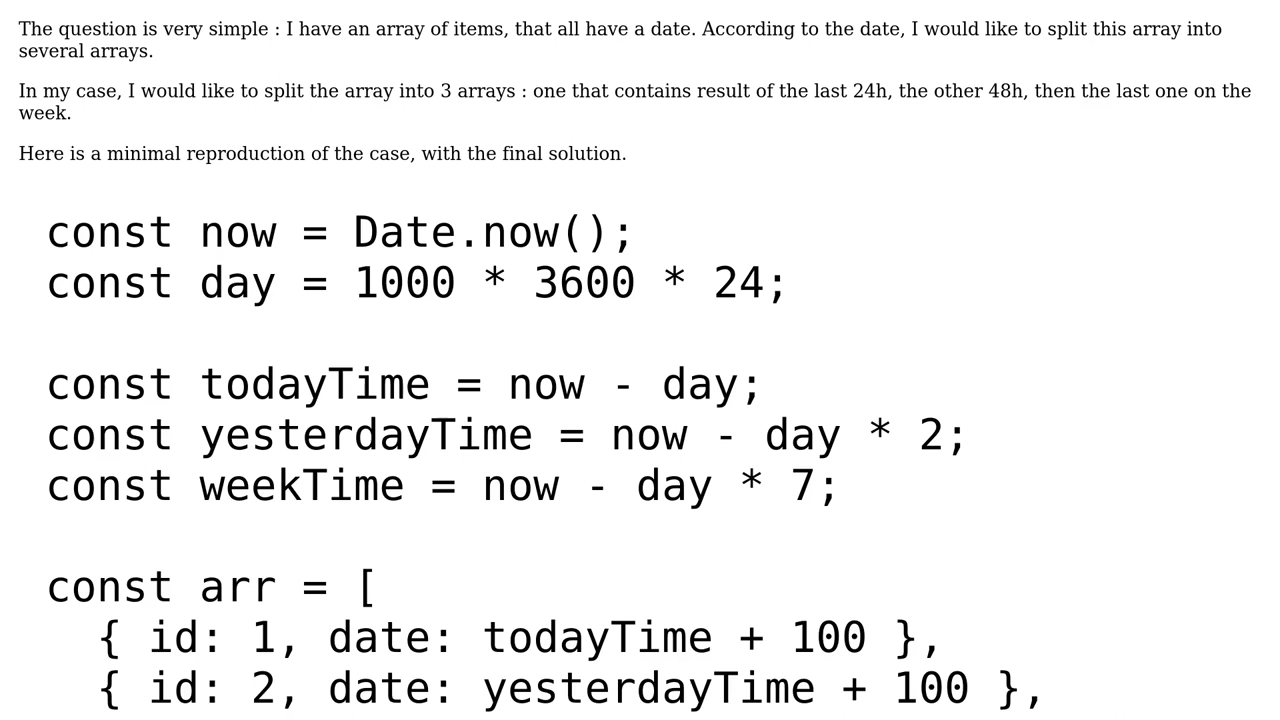 The question is very simple : I have an array of items, that all have a date. According to the date, I would like to split this array into
several arrays.
In my case, I would like to split the array into 3 arrays : one that contains result of the last 24h, the other 48h, then the last one on the
week.
Here is a minimal reproduction of the case, with the final solution.
const now = Date.now();
const day = 1000 * 3600 * 24;
const todayTime = now - day;
const yesterdayTime = now - day * 2;
const weekTime = now - day * 7;
const arr = [
  { id: 1, date: todayTime + 100 },
  { id: 2, date: yesterdayTime + 100 },